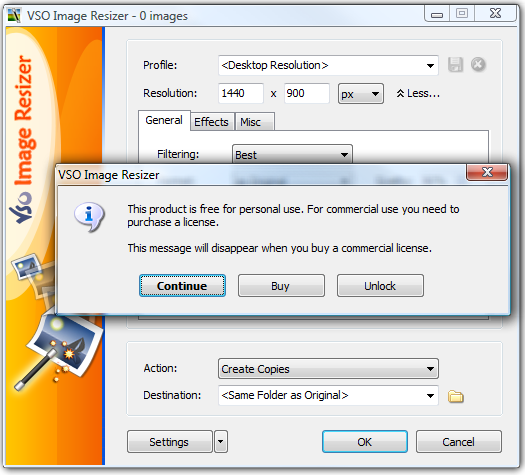 VSO Image Resizer - 0 images
VSO Image Resizer
Profile: <Desktop Resolution>
Resolution: 1440 x 900 px Less...
General Effects Misc
Filtering: Best
VSO Image Resizer
This product is free for personal use. For commercial use you need to
purchase a license.
This message will disappear when you buy a commercial license.
Continue Buy Unlock
Action: Create Copies
Destination: <Same Folder as Original>
Settings OK Cancel